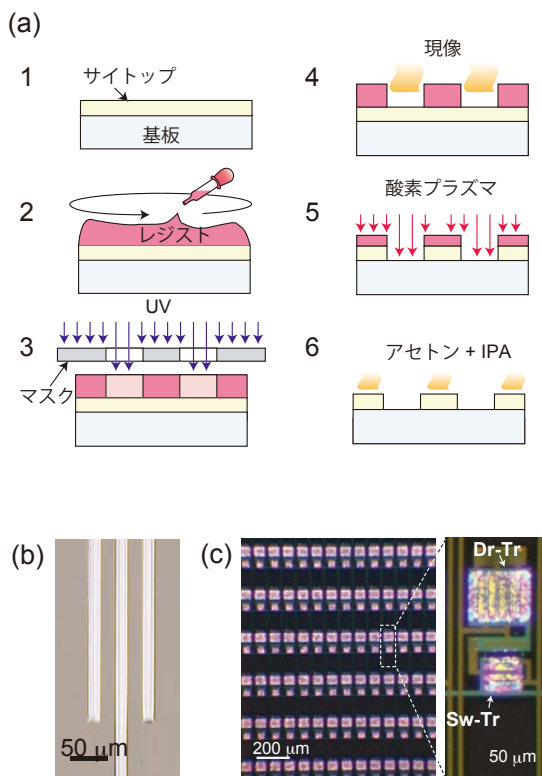 (a)
1
サイトップ
基板
2
レジスト
UV
3
マスク
4
現像
酸素プラズマ
5
6
アセトン + IPA
(b)
50 μm
(c)
200 μm
Dr-Tr
Sw-Tr
50 μm